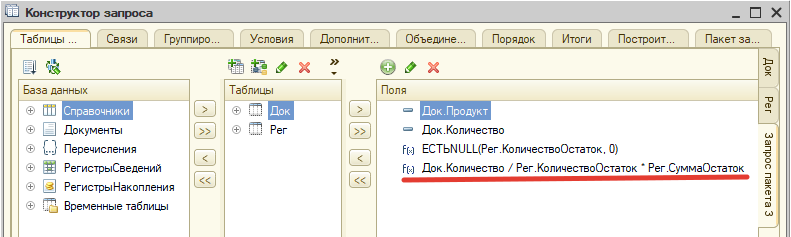 Конструктор запроса
Таблицы ... Связи Группиро... Условия Дополнит... Объедине... Порядок Итоги Построит... Пакет за...
База данных Таблицы Поля
Справочники
Документы
Перечисления
РегистрыСведений
РегистрыНакопления
Временные таблицы
>
>>
<
<<
Док
Рег
>
>>
<
<<
Док.Продукт
Док.Количество
f(x) ЕСТЬNULL(Рег.КоличествоОстаток, 0)
f(x) Док.Количество / Рег.КоличествоОстаток * Рег.СуммаОстаток
Док
Рег
Запрос пакета 3